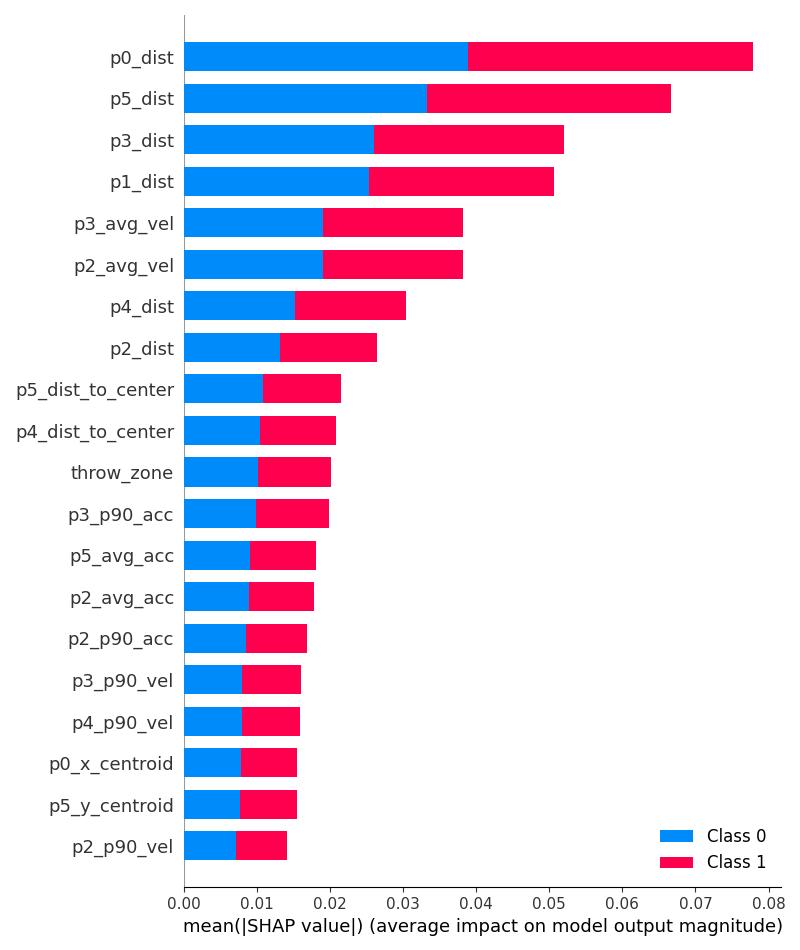 p0_dist
p5_dist
p3_dist
p1_dist
p3_avg_vel
p2_avg_vel
p4_dist
p2_dist
p5_dist_to_center
p4_dist_to_center
throw_zone
p3_p90_acc
p5_avg_acc
p2_avg_acc
p2_p90_acc
p3_p90_vel
p4_p90_vel
p0_x_centroid
p5_y_centroid
p2_p90_vel
Class 0
Class 1
0.00 0.01 0.02 0.03 0.04 0.05 0.06 0.07 0.08
mean(|SHAP value|) (average impact on model output magnitude)